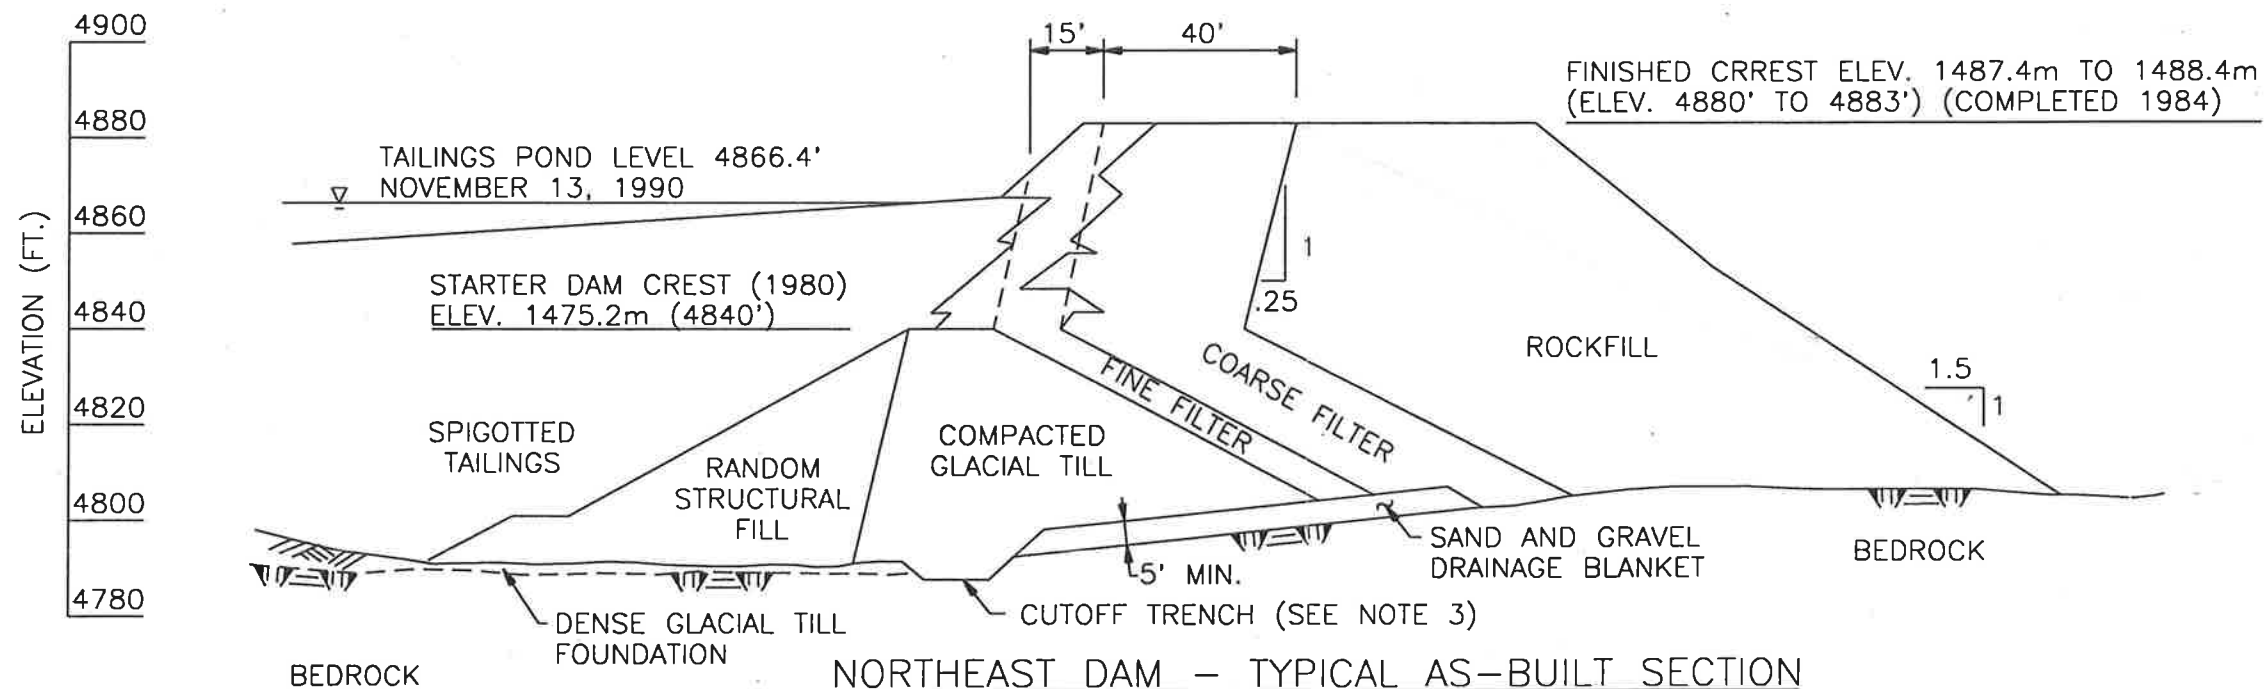 4900
4880
4860
4840
4820
4800
4780
ELEVATION (FT.)
15'
40'
FINISHED CRREST ELEV. 1487.4m TO 1488.4m
(ELEV. 4880' TO 4883') (COMPLETED 1984)
TAILINGS POND LEVEL 4866.4'
NOVEMBER 13, 1990
STARTER DAM CREST (1980)
ELEV. 1475.2m (4840')
1
.25
ROCKFILL
COARSE FILTER
FINE FILTER
1.5
1
SPIGOTTED
TAILINGS
RANDOM
STRUCTURAL
FILL
COMPACTED
GLACIAL TILL
SAND AND GRAVEL
DRAINAGE BLANKET
BEDROCK
5' MIN.
CUTOFF TRENCH (SEE NOTE 3)
DENSE GLACIAL TILL
FOUNDATION
BEDROCK
NORTHEAST DAM – TYPICAL AS–BUILT SECTION